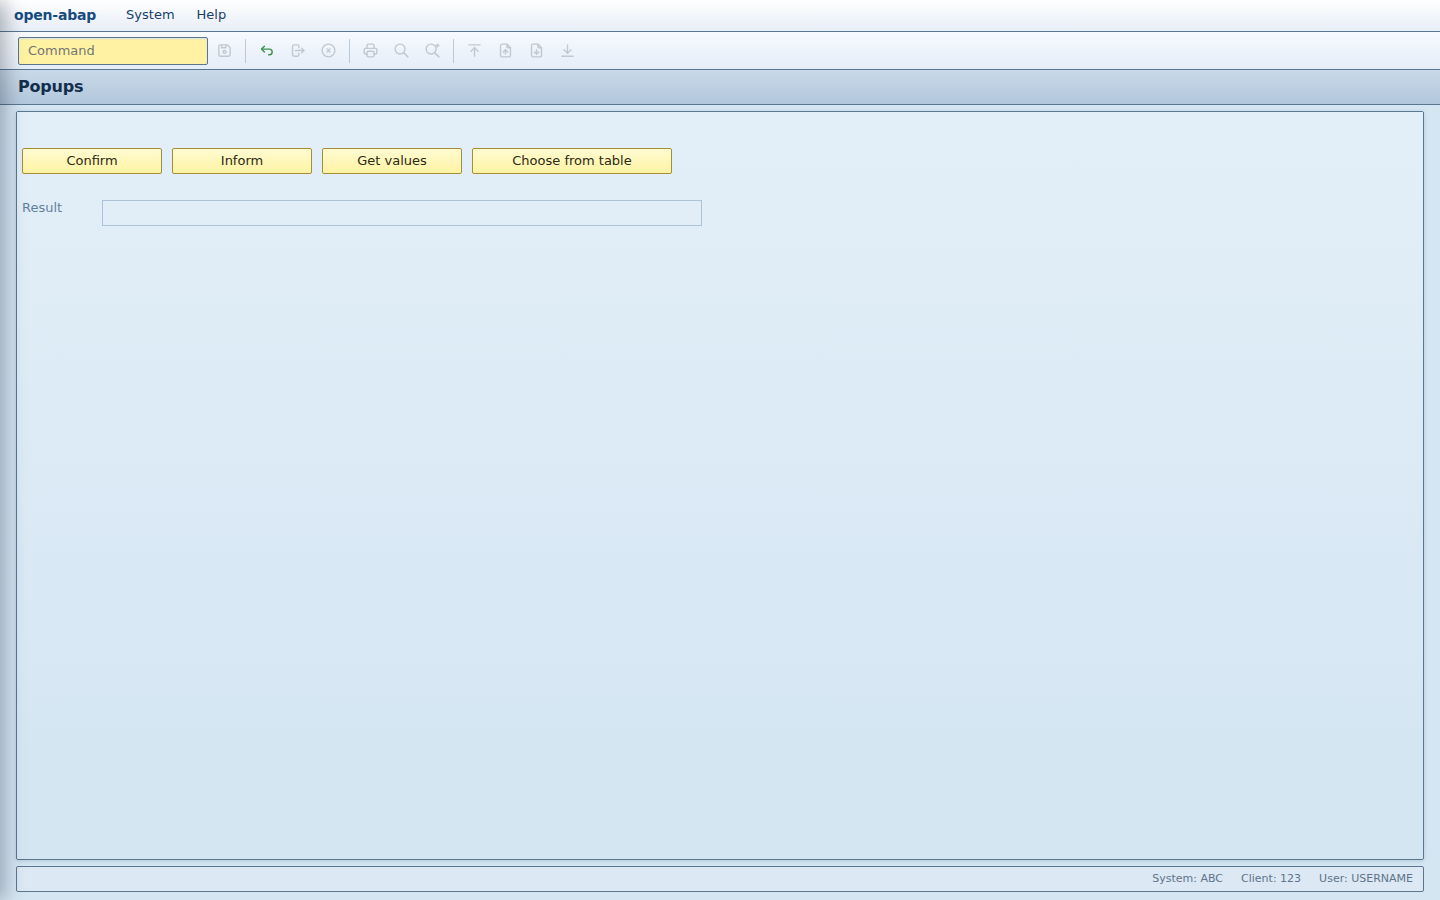 open-abap System Help
Command
Popups
Confirm Inform Get values Choose from table
Result
System: ABC Client: 123 User: USERNAME